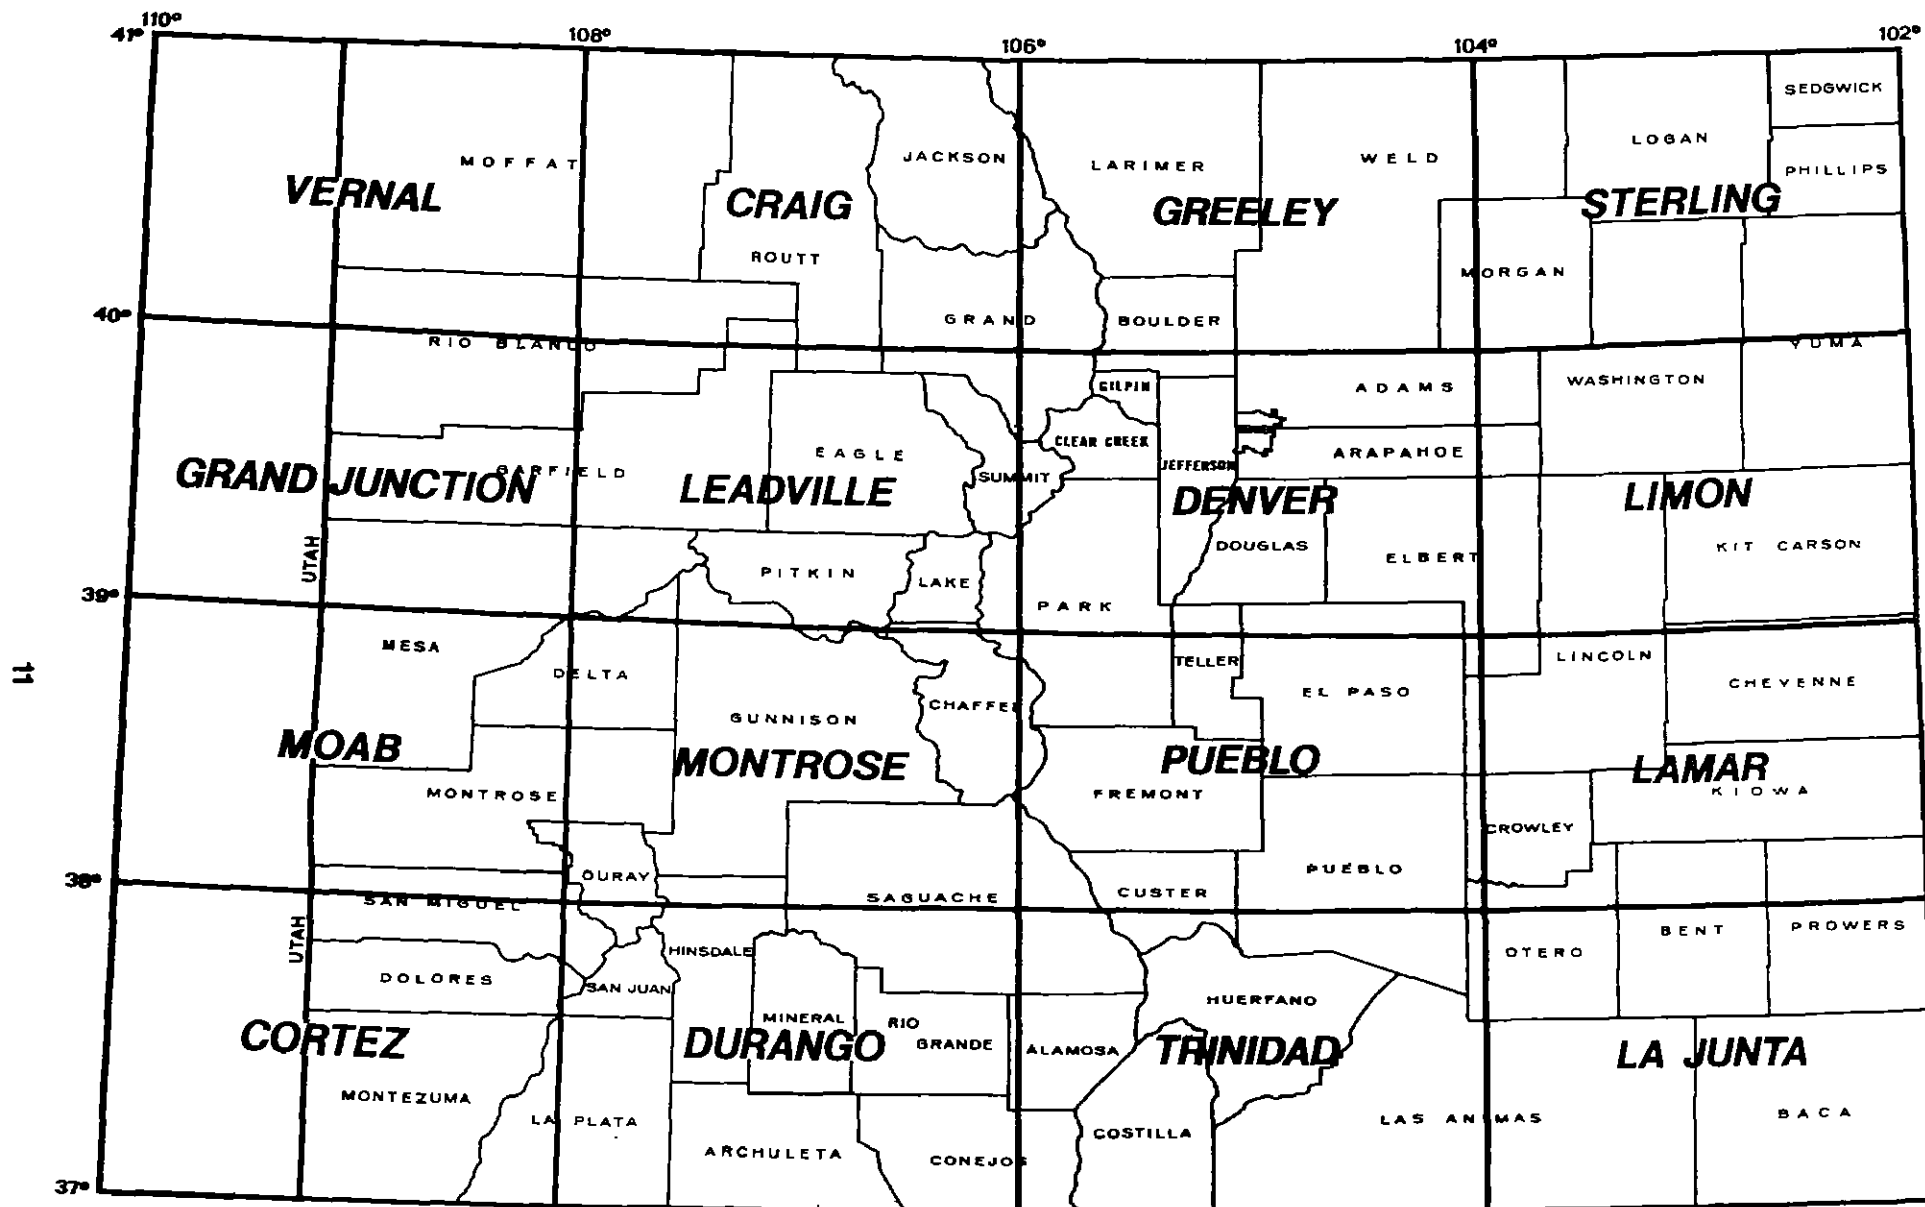 110°
108°
106°
104°
102°
41°
SEDGWICK
MOFFAT
JACKSON
LARIMER
WELD
LOGAN
PHILLIPS
VERNAL
CRAIG
GREELEY
STERLING
ROUTT
MORGAN
40°
GRAND
BOULDER
RIO BLANCO
YUMA
GILPIN
ADAMS
WASHINGTON
EAGLE
CLEAR CREEK
ARAPAHOE
GARFIELD
SUMMIT
JEFFERSON
GRAND JUNCTION
LEADVILLE
DENVER
LIMON
UTAH
PITKIN
LAKE
DOUGLAS
ELBERT
KIT CARSON
39°
PARK
MESA
DELTA
TELLER
LINCOLN
11
GUNNISON
CHAFFEE
EL PASO
CHEYENNE
MOAB
MONTROSE
PUEBLO
LAMAR
MONTROSE
FREMONT
KIOWA
CROWLEY
38°
OURAY
PUEBLO
SAN MIGUEL
SAGUACHE
CUSTER
UTAH
HINSDALE
OTERO
BENT
PROWERS
DOLORES
SAN JUAN
HUERFANO
MINERAL
RIO GRANDE
ALAMOSA
CORTEZ
DURANGO
TRINIDAD
LA JUNTA
MONTEZUMA
LA PLATA
COSTILLA
LAS ANIMAS
BACA
ARCHULETA
CONEJOS
37°